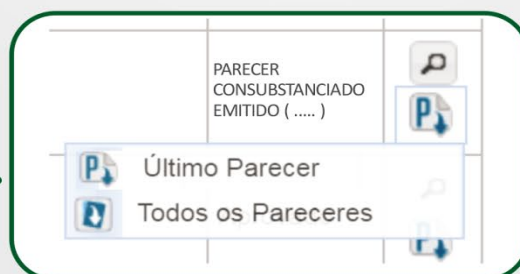 PARECER
CONSUBSTANCIADO
EMITIDO ( ..... )
Último Parecer
Todos os Pareceres